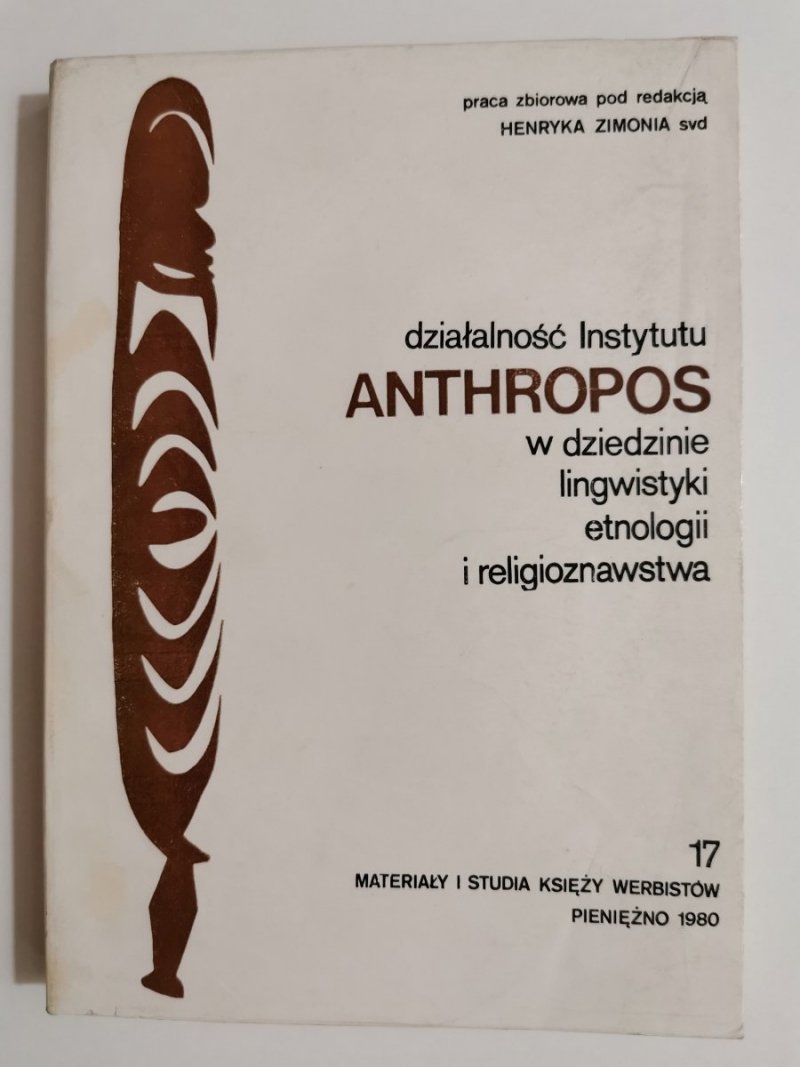 praca zbiorowa pod redakcją
HENRYKA ZIMONIA svd
działalność Instytutu
ANTHROPOS
w dziedzinie
lingwistyki
etnologii
i religioznawstwa
17
MATERIAŁY I STUDIA KSIĘŻY WERBISTÓW
PIENIĘŻNO 1980